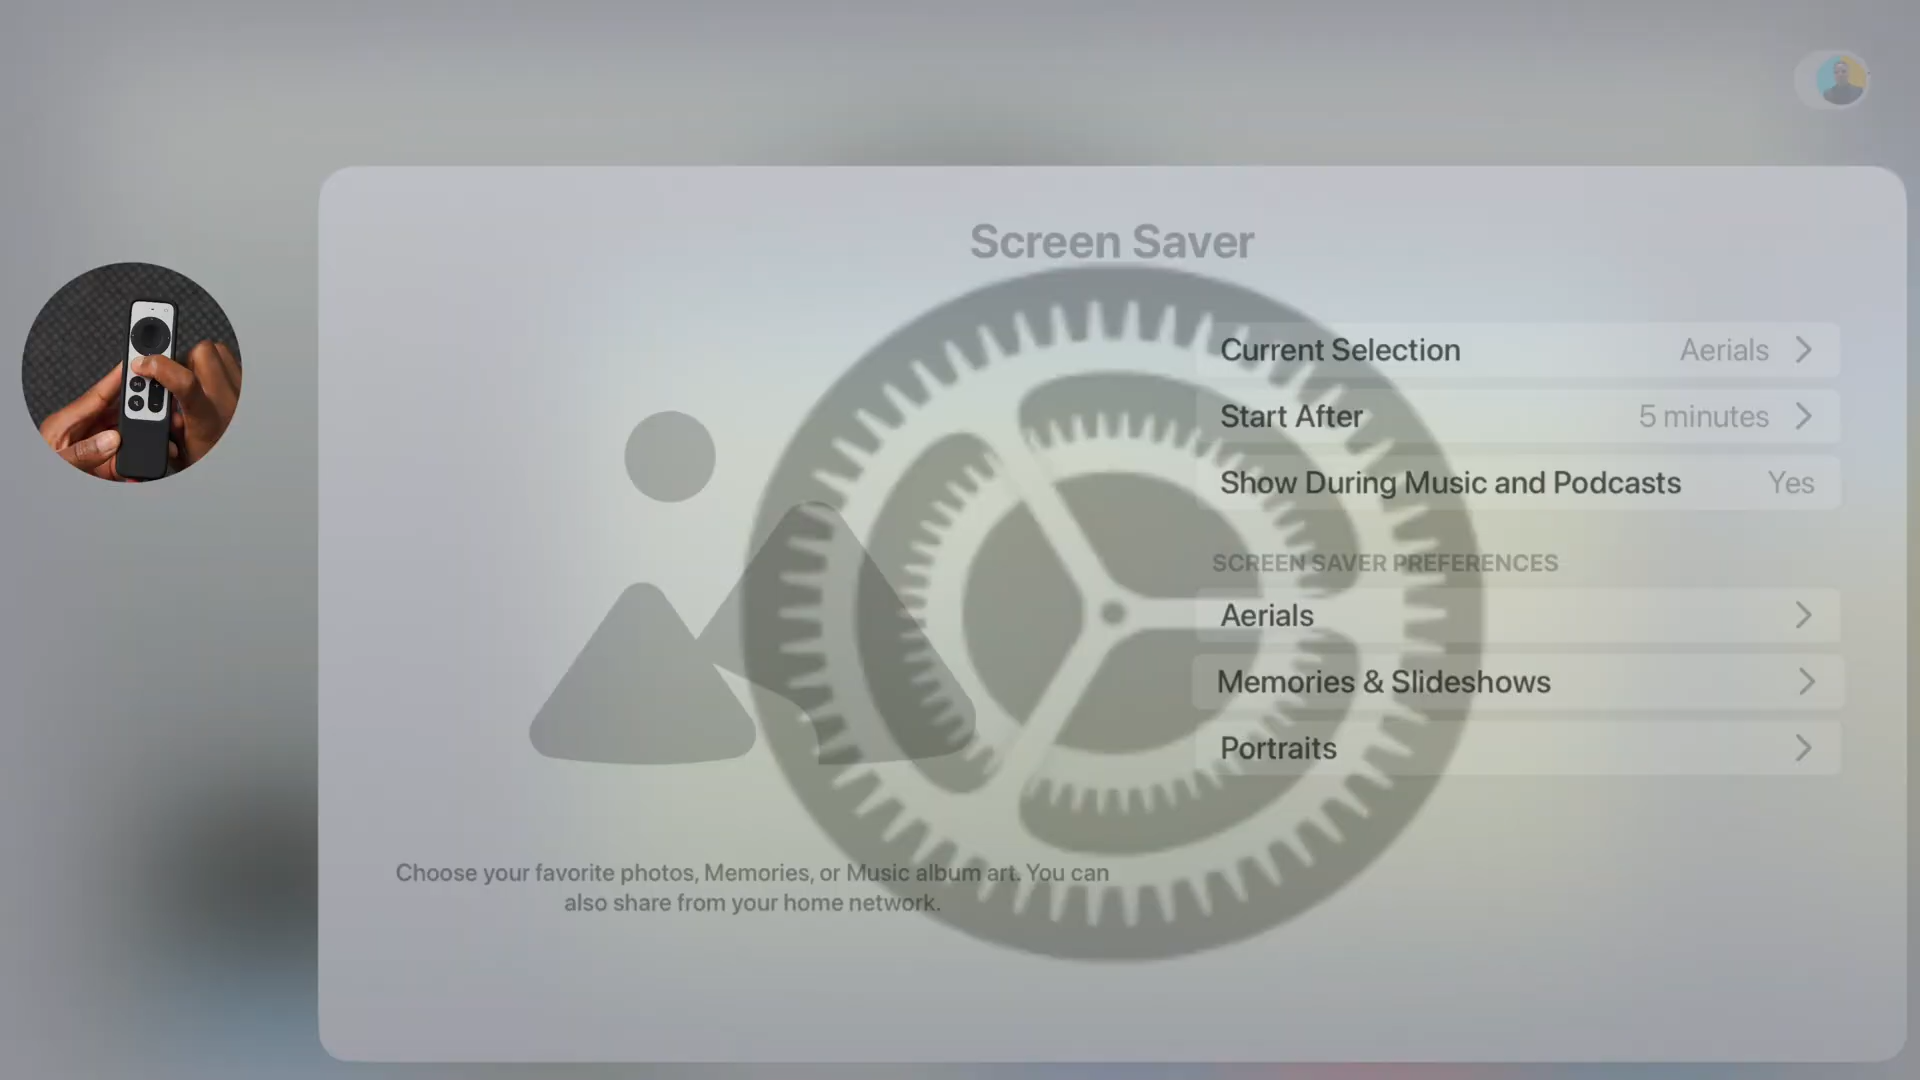 Screen Saver
Current Selection Aerials
Start After 5 minutes
Show During Music and Podcasts Yes
SCREEN SAVER PREFERENCES
Aerials
Memories & Slideshows
Portraits
Choose your favorite photos, Memories, or Music album art. You can
also share from your home network.